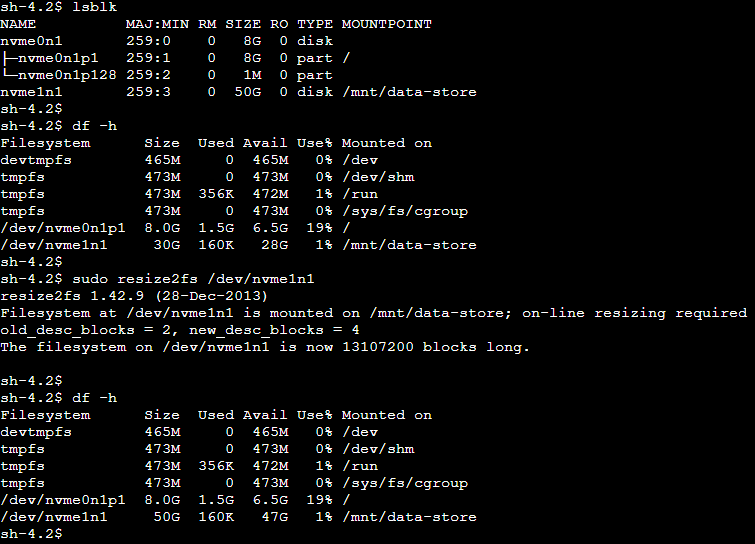 sh-4.2$ lsblk
NAME          MAJ:MIN RM SIZE RO TYPE MOUNTPOINT
nvme0n1       259:0    0   8G  0 disk
├─nvme0n1p1   259:1    0   8G  0 part /
└─nvme0n1p128 259:2    0   1M  0 part
nvme1n1       259:3    0  50G  0 disk /mnt/data-store
sh-4.2$
sh-4.2$ df -h
Filesystem      Size  Used Avail Use% Mounted on
devtmpfs        465M     0  465M   0% /dev
tmpfs           473M     0  473M   0% /dev/shm
tmpfs           473M  356K  472M   1% /run
tmpfs           473M     0  473M   0% /sys/fs/cgroup
/dev/nvme0n1p1  8.0G  1.5G  6.5G  19% /
/dev/nvme1n1     30G  160K   28G   1% /mnt/data-store
sh-4.2$
sh-4.2$ sudo resize2fs /dev/nvme1n1
resize2fs 1.42.9 (28-Dec-2013)
Filesystem at /dev/nvme1n1 is mounted on /mnt/data-store; on-line resizing required
old_desc_blocks = 2, new_desc_blocks = 4
The filesystem on /dev/nvme1n1 is now 13107200 blocks long.

sh-4.2$
sh-4.2$ df -h
Filesystem      Size  Used Avail Use% Mounted on
devtmpfs        465M     0  465M   0% /dev
tmpfs           473M     0  473M   0% /dev/shm
tmpfs           473M  356K  472M   1% /run
tmpfs           473M     0  473M   0% /sys/fs/cgroup
/dev/nvme0n1p1  8.0G  1.5G  6.5G  19% /
/dev/nvme1n1     50G  160K   47G   1% /mnt/data-store
sh-4.2$